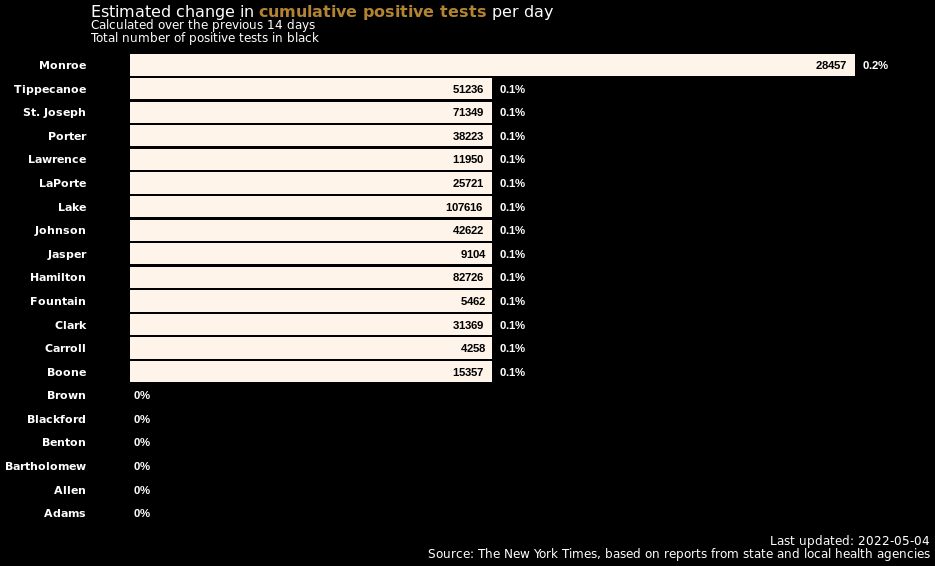 Estimated change in cumulative positive tests per day
Calculated over the previous 14 days
Total number of positive tests in black
Monroe 28457 0.2%
Tippecanoe 51236 0.1%
St. Joseph 71349 0.1%
Porter 38223 0.1%
Lawrence 11950 0.1%
LaPorte 25721 0.1%
Lake 107616 0.1%
Johnson 42622 0.1%
Jasper 9104 0.1%
Hamilton 82726 0.1%
Fountain 5462 0.1%
Clark 31369 0.1%
Carroll 4258 0.1%
Boone 15357 0.1%
Brown 0%
Blackford 0%
Benton 0%
Bartholomew 0%
Allen 0%
Adams 0%
Last updated: 2022-05-04
Source: The New York Times, based on reports from state and local health agencies